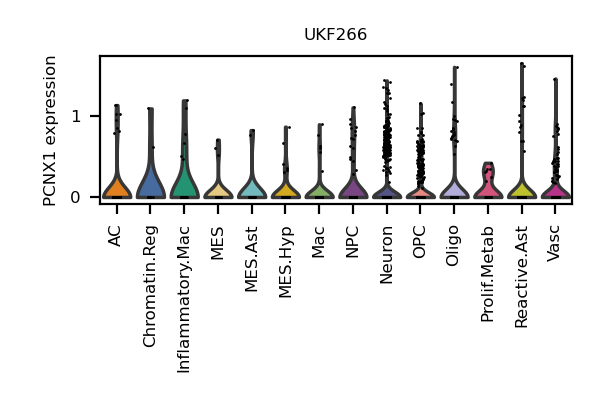 UKF266
PCNX1 expression
1
0
AC
Chromatin.Reg
Inflammatory.Mac
MES
MES.Ast
MES.Hyp
Mac
NPC
Neuron
OPC
Oligo
Prolif.Metab
Reactive.Ast
Vasc